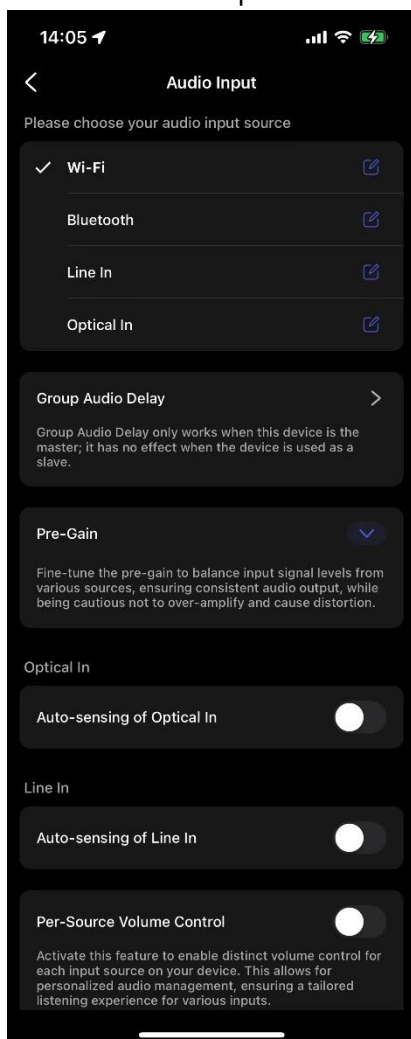 14:05
Audio Input
Please choose your audio input source
Wi-Fi
Bluetooth
Line In
Optical In
Group Audio Delay
Group Audio Delay only works when this device is the
master; it has no effect when the device is used as a
slave.
Pre-Gain
Fine-tune the pre-gain to balance input signal levels from
various sources, ensuring consistent audio output, while
being cautious not to over-amplify and cause distortion.
Optical In
Auto-sensing of Optical In
Line In
Auto-sensing of Line In
Per-Source Volume Control
Activate this feature to enable distinct volume control for
each input source on your device. This allows for
personalized audio management, ensuring a tailored
listening experience for various inputs.